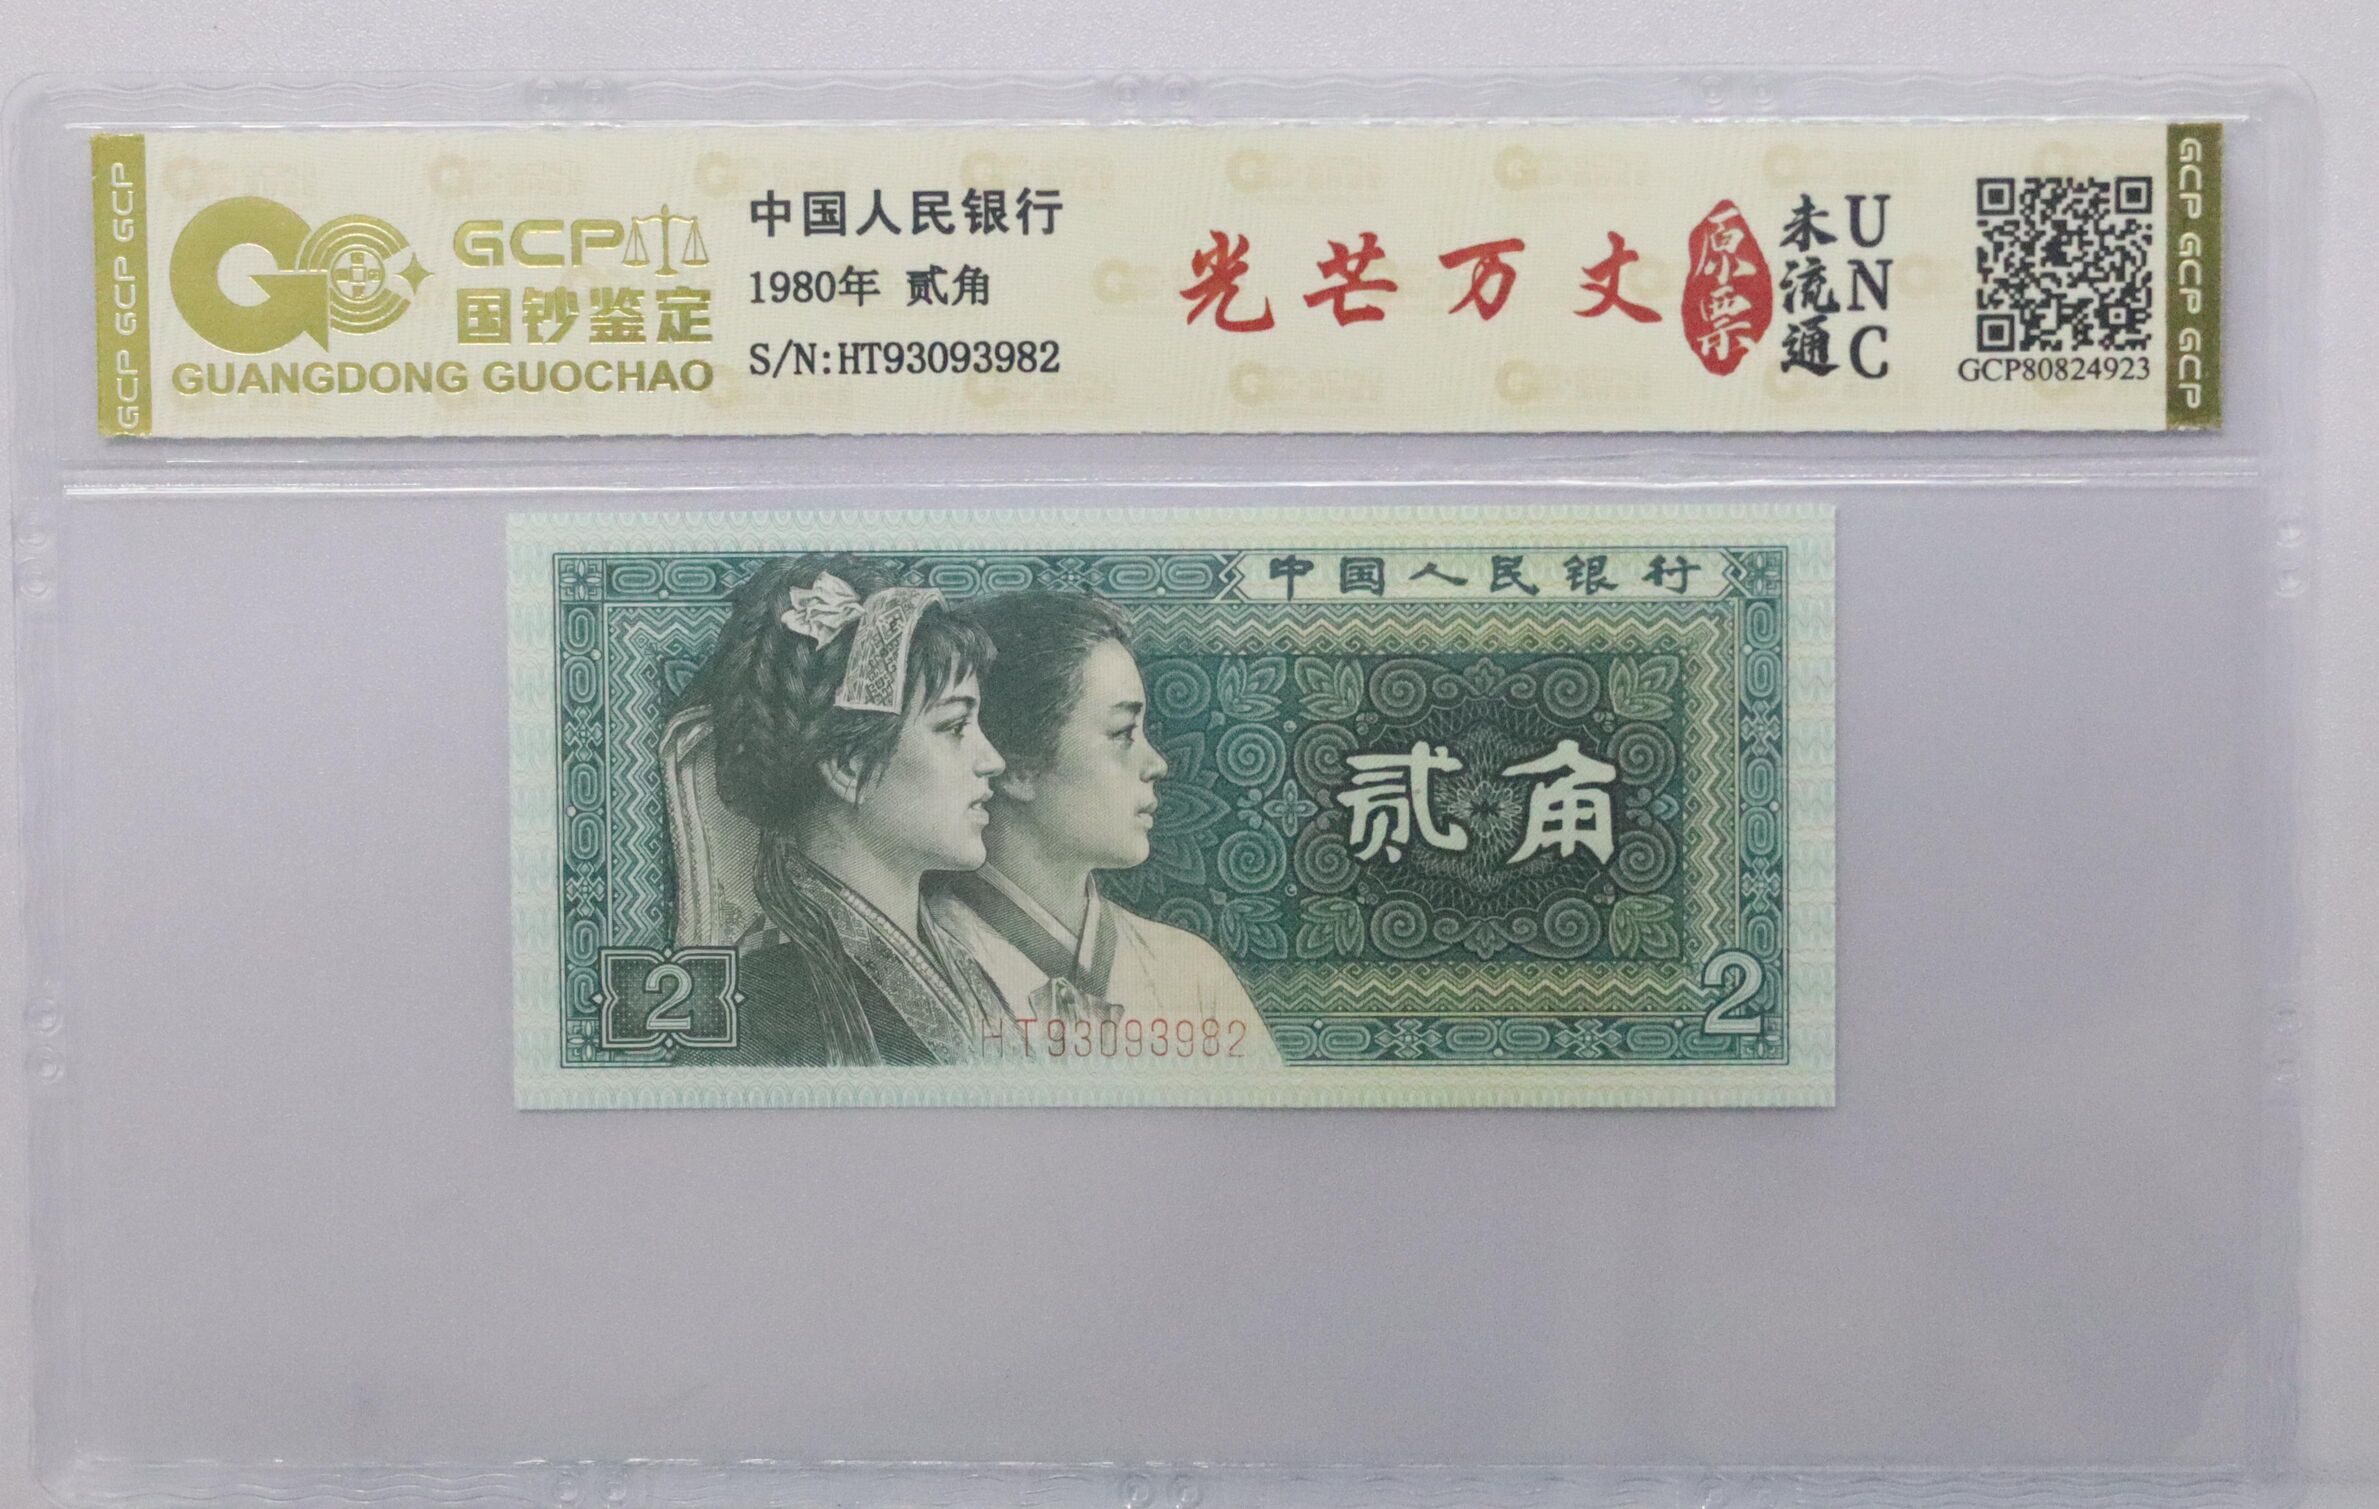 GCP GCP GCP
GCP
国钞鉴定
GUANGDONG GUOCHAO
中国人民银行
1980年 贰角
S/N:HT93093982
光芒万丈
原票
未流通
UNC
GCP80824923
GCP GCP GCP
中国人民银行
贰角
2
2
HT93093982